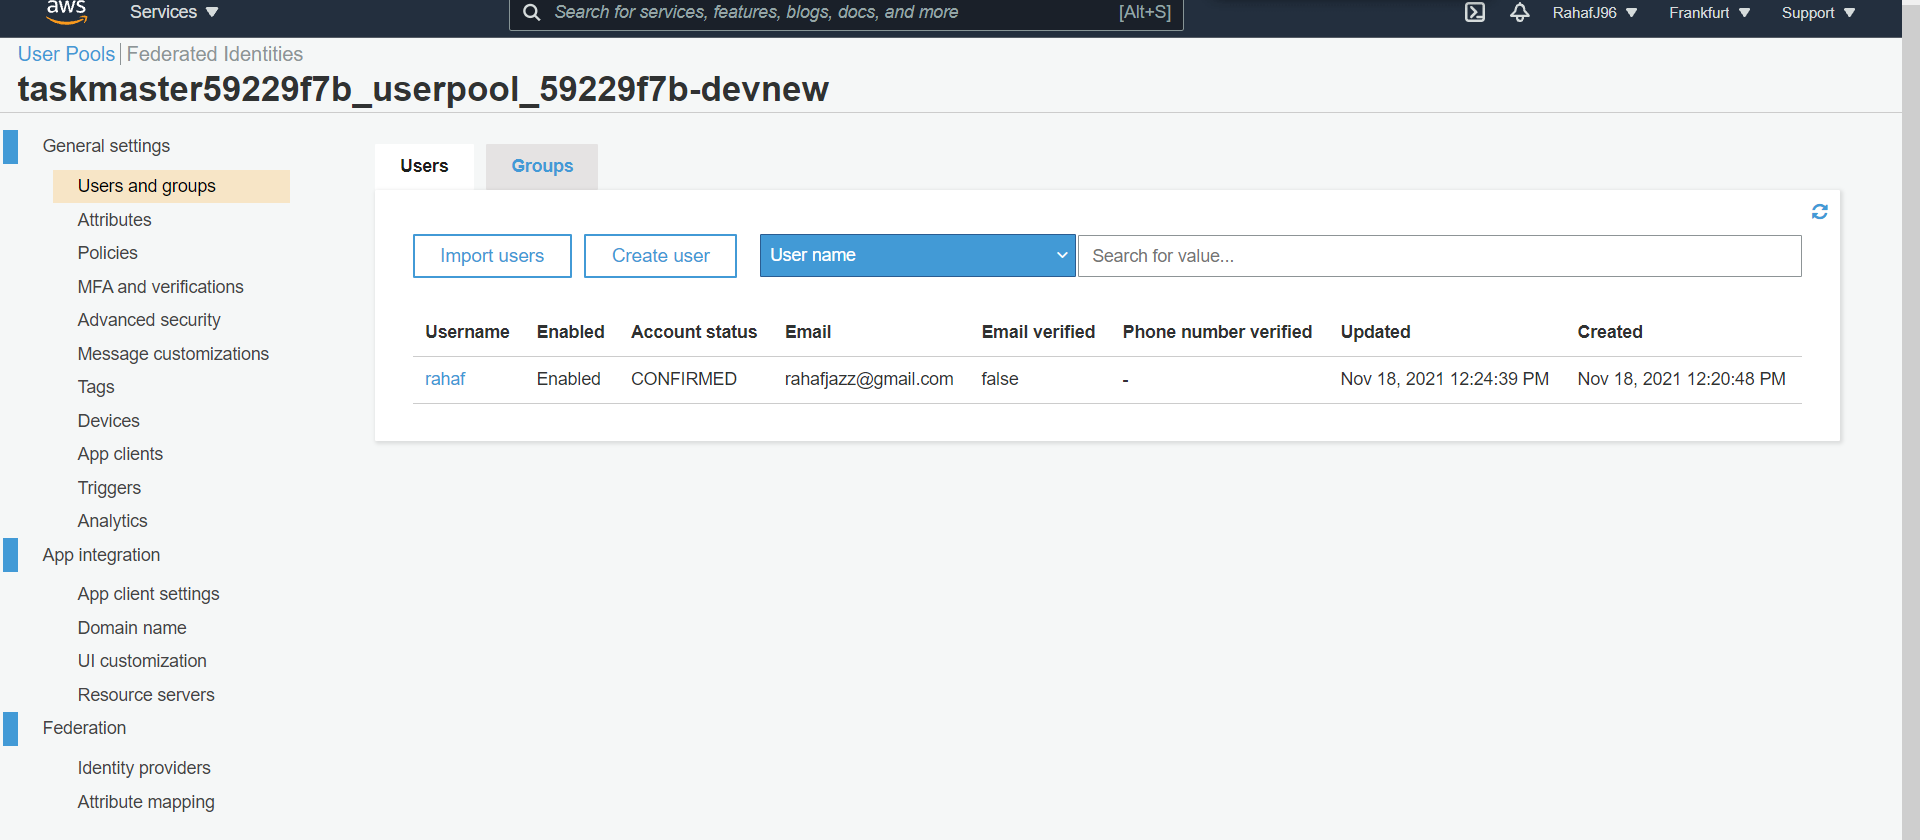 aws
Services
Search for services, features, blogs, docs, and more [Alt+S]
RahafJ96 Frankfurt Support
User Pools Federated Identities
taskmaster59229f7b_userpool_59229f7b-devnew
General settings
Users and groups
Attributes
Policies
MFA and verifications
Advanced security
Message customizations
Tags
Devices
App clients
Triggers
Analytics
App integration
App client settings
Domain name
UI customization
Resource servers
Federation
Identity providers
Attribute mapping
Users Groups
Import users Create user User name Search for value...
Username Enabled Account status Email Email verified Phone number verified Updated Created
rahaf Enabled CONFIRMED rahafjazz@gmail.com false - Nov 18, 2021 12:24:39 PM Nov 18, 2021 12:20:48 PM